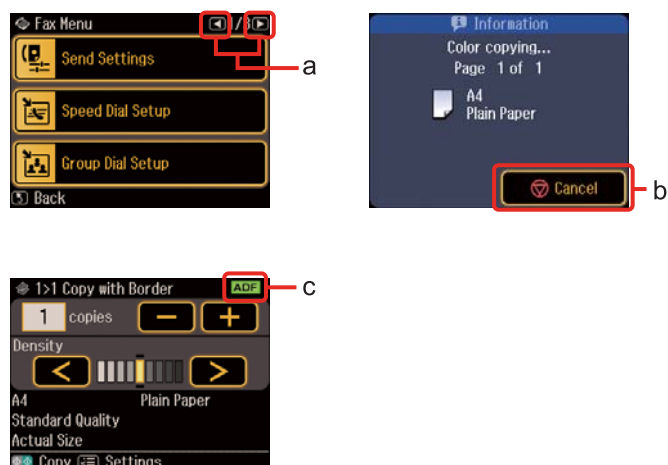 Fax Menu 1/3
Send Settings
Speed Dial Setup
Group Dial Setup
Back
a
Information
Color copying...
Page 1 of 1
A4
Plain Paper
Cancel
b
1>1 Copy with Border ADF
1 copies
Density
A4 Plain Paper
Standard Quality
Actual Size
Copy Settings
c